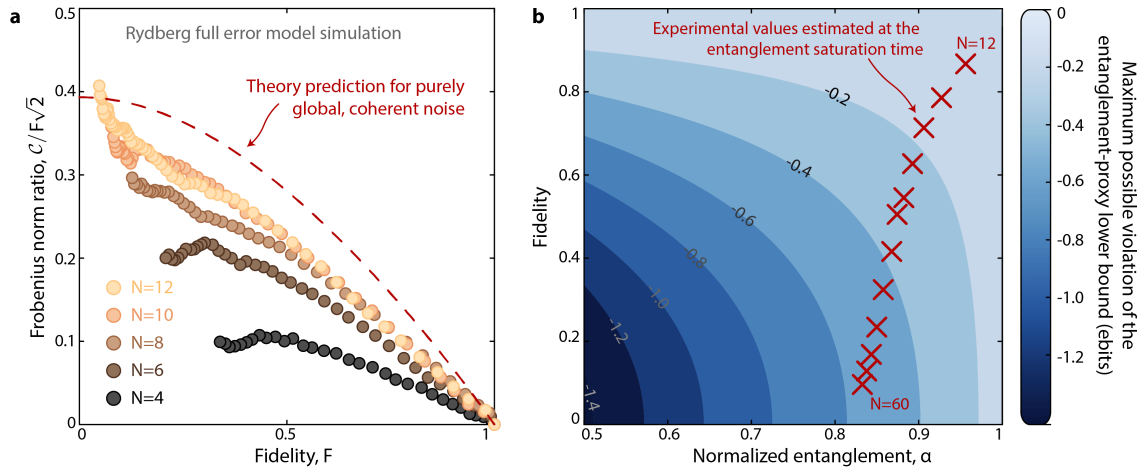 a
Rydberg full error model simulation
Theory prediction for purely
global, coherent noise
0.5
0.4
0.3
0.2
0.1
0
Frobenius norm ratio, 𝒞/F√2
N=12
N=10
N=8
N=6
N=4
0
0.5
1
Fidelity, F
b
Experimental values estimated at the
entanglement saturation time
N=12
N=60
-0.2
-0.4
-0.6
-0.8
-1.0
-1.2
-1.4
1
0.8
0.6
0.4
0.2
0
Fidelity
0.5
0.6
0.7
0.8
0.9
1
Normalized entanglement, α
0
-0.2
-0.4
-0.6
-0.8
-1.0
-1.2
Maximum possible violation of the
entanglement-proxy lower bound (ebits)